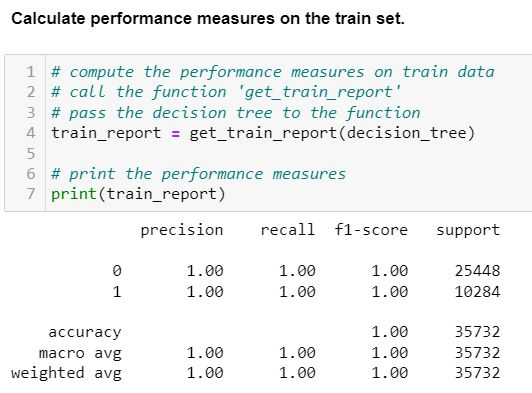 Calculate performance measures on the train set.
1 # compute the performance measures on train data
2 # call the function 'get_train_report'
3 # pass the decision tree to the function
4 train_report = get_train_report(decision_tree)
5
6 # print the performance measures
7 print(train_report)
precision recall f1-score support
0 1.00 1.00 1.00 25448
1 1.00 1.00 1.00 10284
accuracy 1.00 35732
macro avg 1.00 1.00 1.00 35732
weighted avg 1.00 1.00 1.00 35732